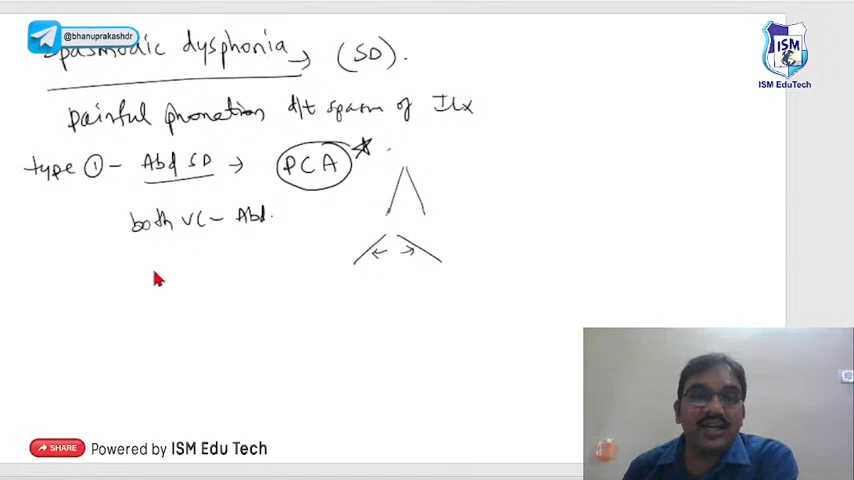 @bhanuprakashdr
Spasmodic dysphonia → (SD).
Painful phonation d/t spasm of ILx
type ① - Abd SD → PCA *
both VC - Abd.
ISM
ISM EduTech
SHARE
Powered by ISM Edu Tech